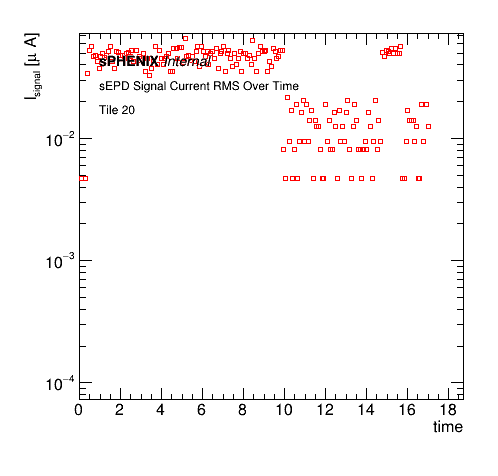 I_signal [μ A]
sPHENIX Internal
sEPD Signal Current RMS Over Time
Tile 20
10⁻²
10⁻³
10⁻⁴
0 2 4 6 8 10 12 14 16 18
time